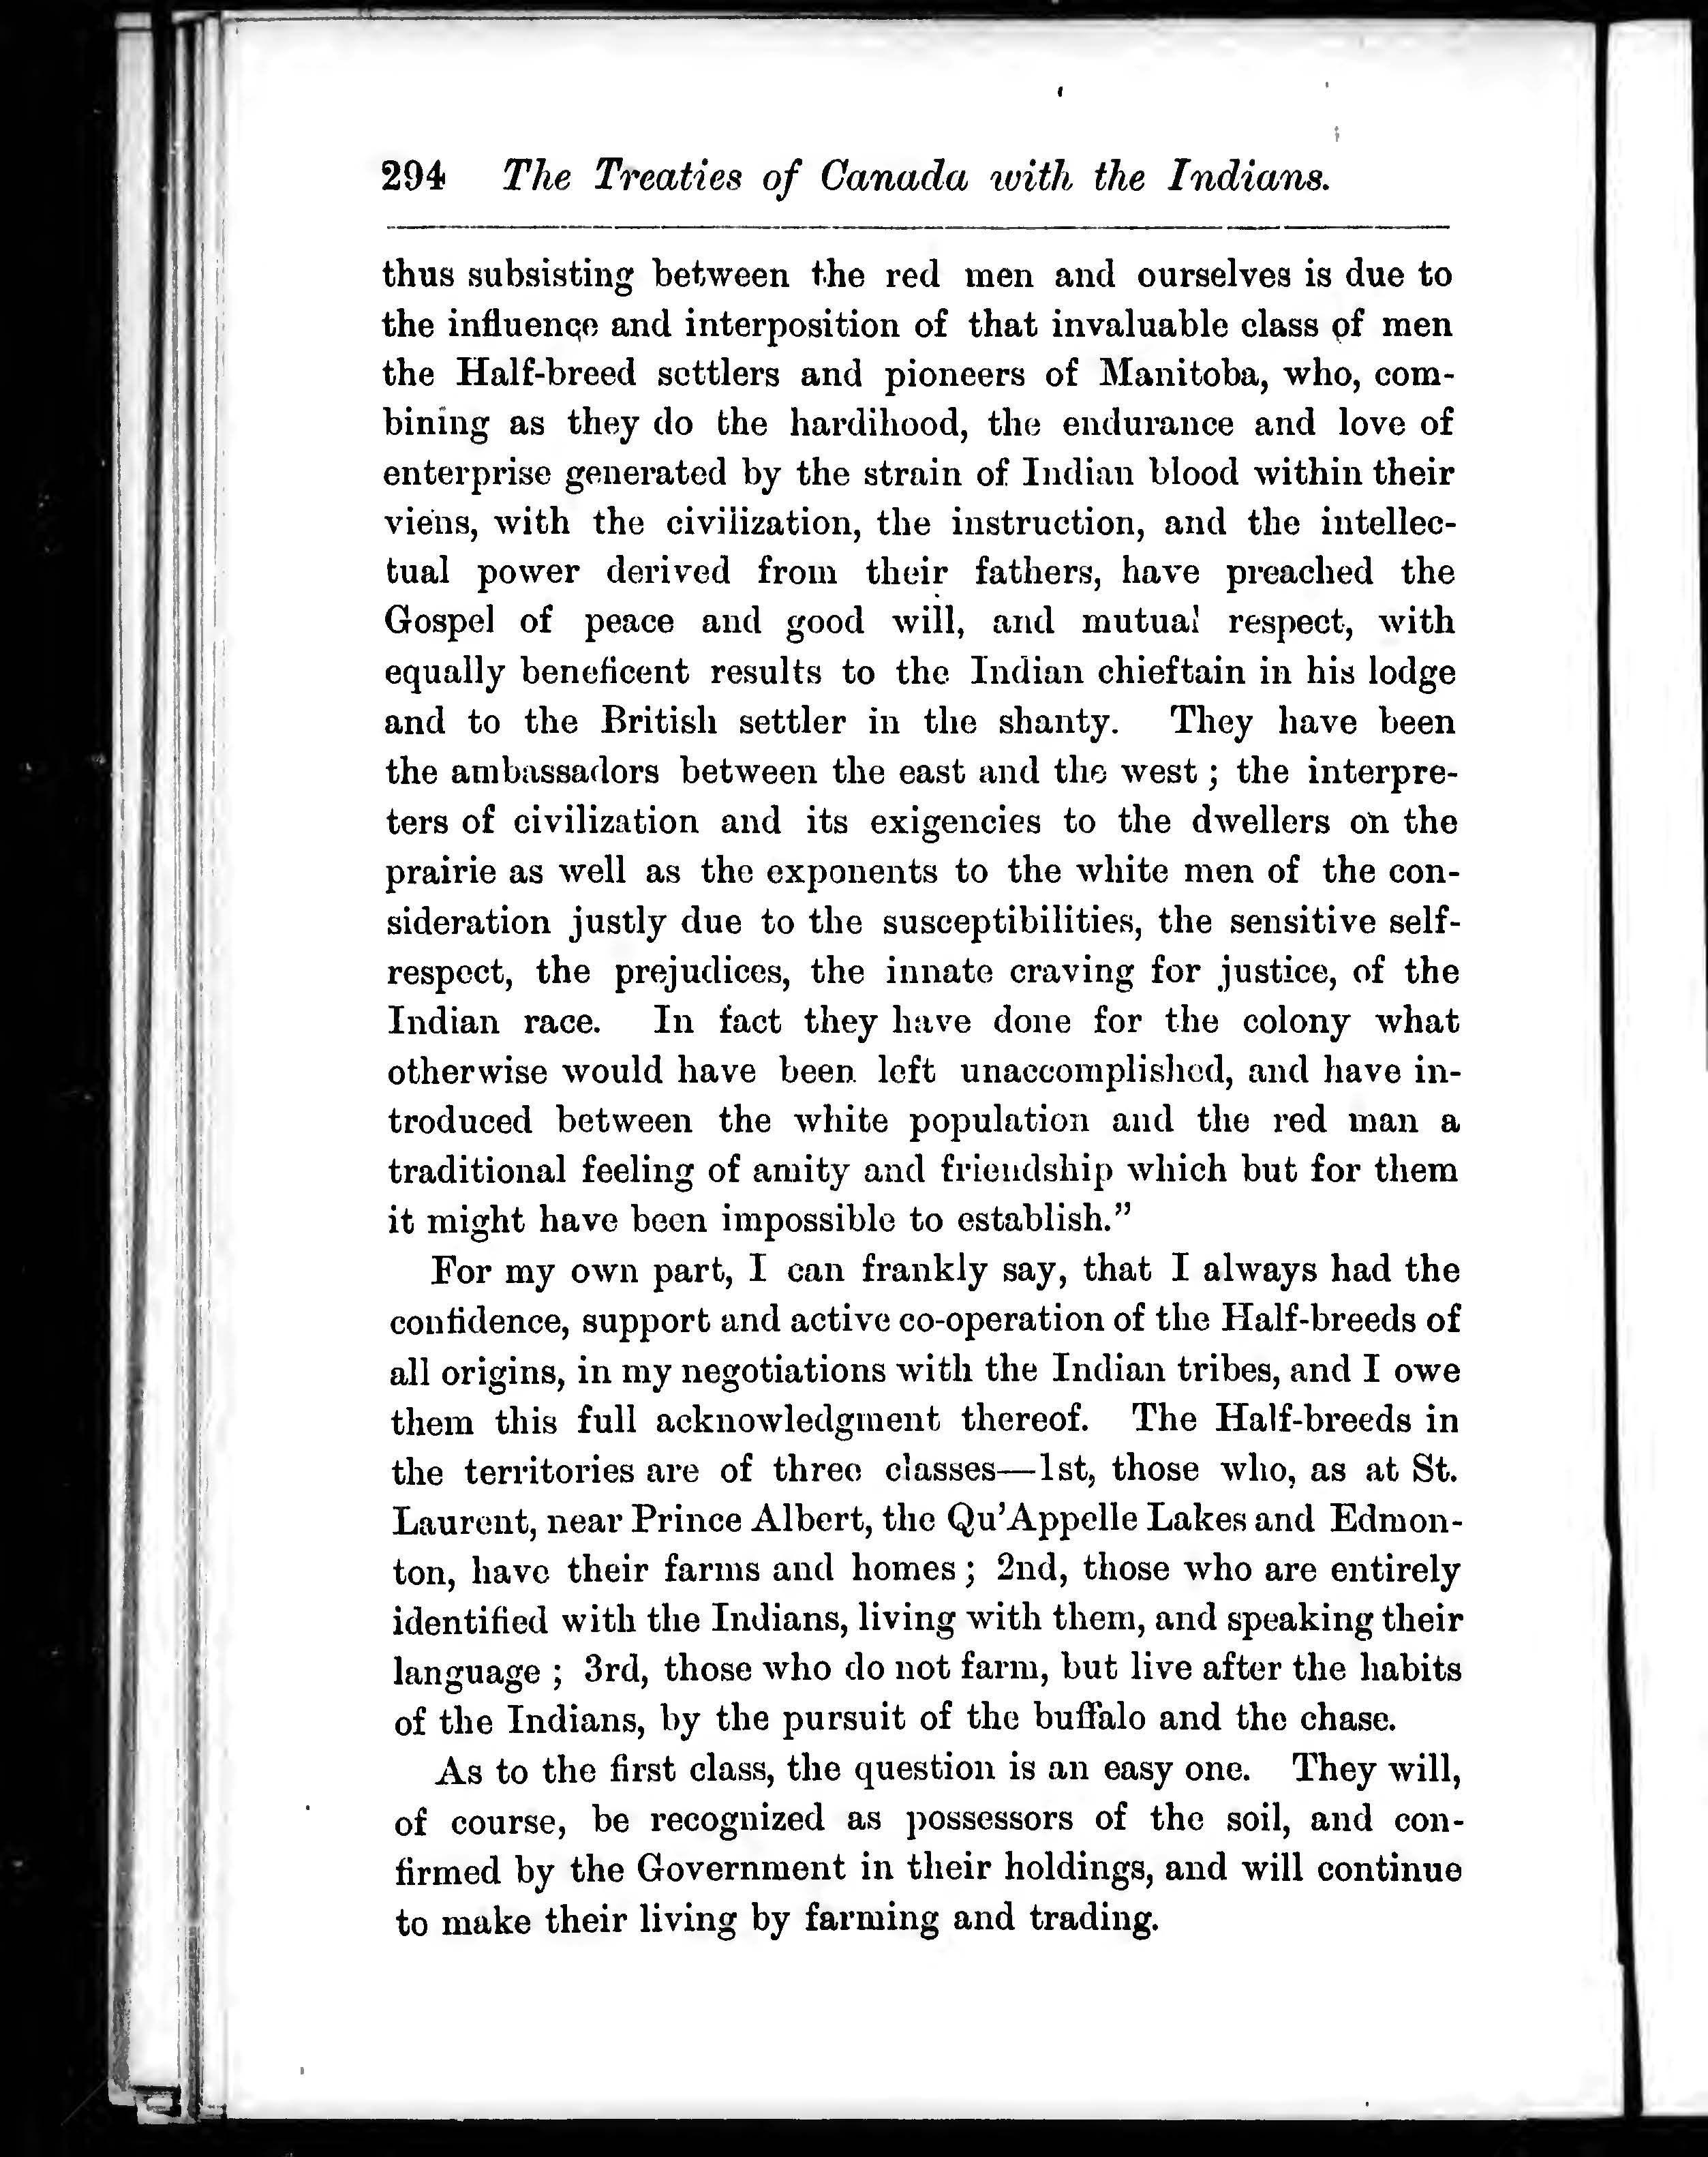 294 The Treaties of Canada with the Indians.
thus subsisting between the red men and ourselves is due to
the influence and interposition of that invaluable class of men
the Half-breed settlers and pioneers of Manitoba, who, com-
bining as they do the hardihood, the endurance and love of
enterprise generated by the strain of Indian blood within their
viens, with the civilization, the instruction, and the intellec-
tual power derived from their fathers, have preached the
Gospel of peace and good will, and mutual respect, with
equally beneficent results to the Indian chieftain in his lodge
and to the British settler in the shanty. They have been
the ambassadors between the east and the west ; the interpre-
ters of civilization and its exigencies to the dwellers on the
prairie as well as the exponents to the white men of the con-
sideration justly due to the susceptibilities, the sensitive self-
respect, the prejudices, the innate craving for justice, of the
Indian race. In fact they have done for the colony what
otherwise would have been left unaccomplished, and have in-
troduced between the white population and the red man a
traditional feeling of amity and friendship which but for them
it might have been impossible to establish.”
For my own part, I can frankly say, that I always had the
confidence, support and active co-operation of the Half-breeds of
all origins, in my negotiations with the Indian tribes, and I owe
them this full acknowledgment thereof. The Half-breeds in
the territories are of three classes—1st, those who, as at St.
Laurent, near Prince Albert, the Qu’Appelle Lakes and Edmon-
ton, have their farms and homes ; 2nd, those who are entirely
identified with the Indians, living with them, and speaking their
language ; 3rd, those who do not farm, but live after the habits
of the Indians, by the pursuit of the buffalo and the chase.
As to the first class, the question is an easy one. They will,
of course, be recognized as possessors of the soil, and con-
firmed by the Government in their holdings, and will continue
to make their living by farming and trading.